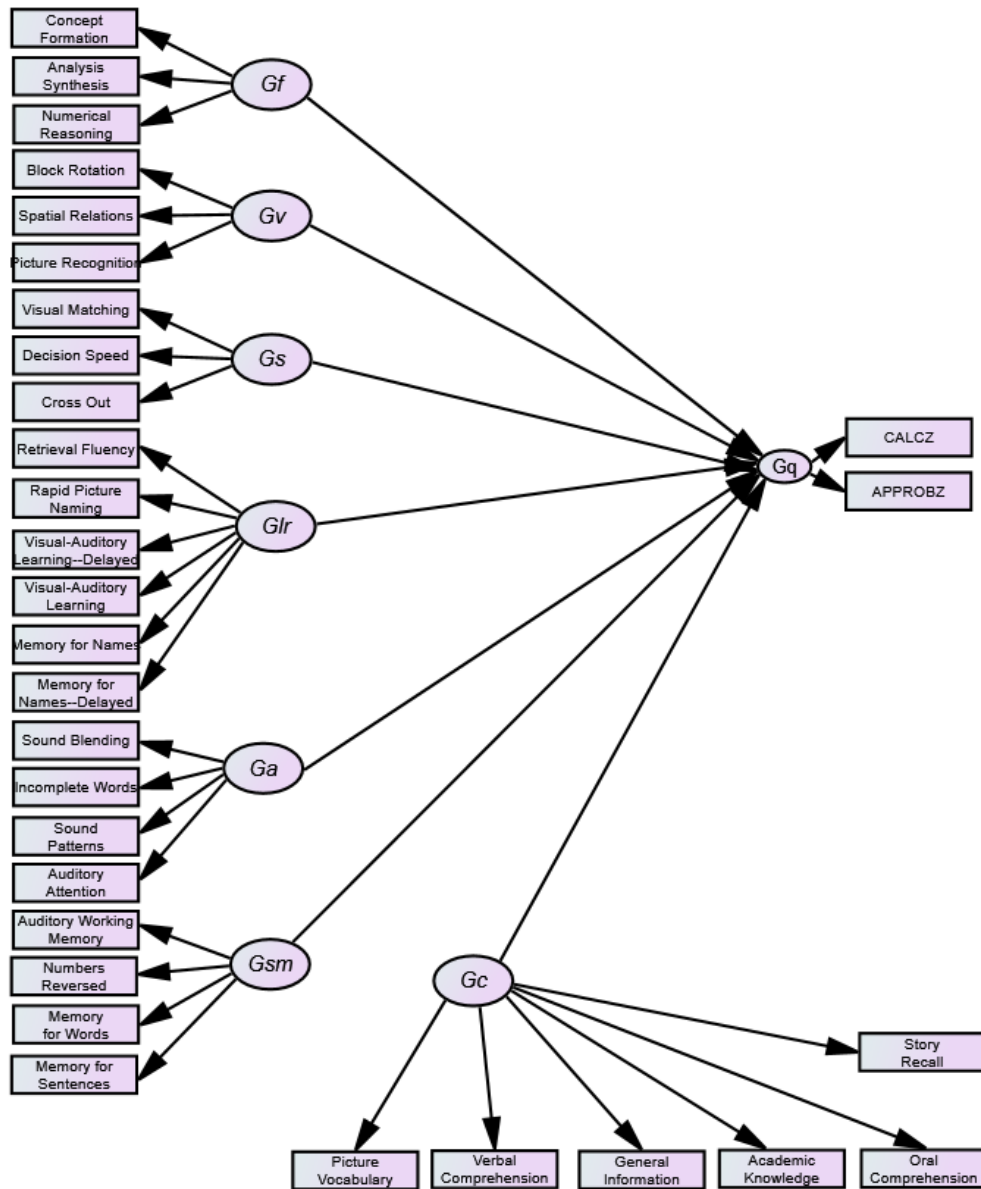 Concept
Formation
Analysis
Synthesis
Gf
Numerical
Reasoning
Block Rotation
Gv
Spatial Relations
Picture Recognition
Visual Matching
Decision Speed
Gs
Cross Out
Retrieval Fluency
Rapid Picture
Naming
Glr
Visual-Auditory
Learning--Delayed
Visual-Auditory
Learning
Memory for Names
Memory for
Names--Delayed
CALCZ
Gq
APPROBZ
Sound Blending
Ga
Incomplete Words
Sound
Patterns
Auditory
Attention
Auditory Working
Memory
Gsm
Numbers
Reversed
Memory
for Words
Memory for
Sentences
Gc
Story
Recall
Picture
Vocabulary
Verbal
Comprehension
General
Information
Academic
Knowledge
Oral
Comprehension